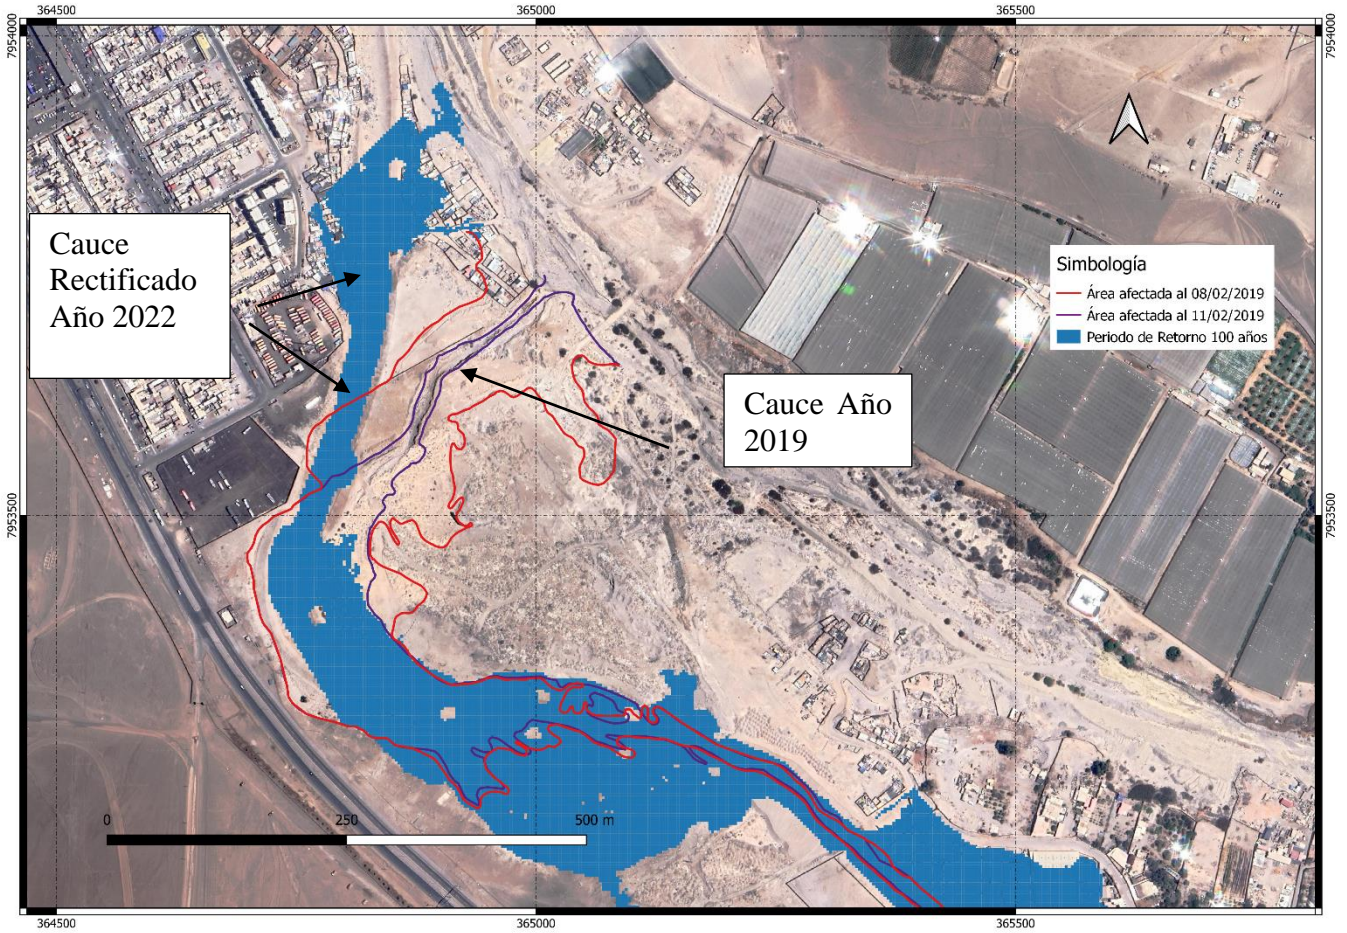 364500
365000
365500
7954000
7954000
Cauce
Rectificado
Año 2022
Simbología
Área afectada al 08/02/2019
Área afectada al 11/02/2019
Periodo de Retorno 100 años
Cauce Año
2019
7953500
7953500
0
250
500 m
364500
365000
365500